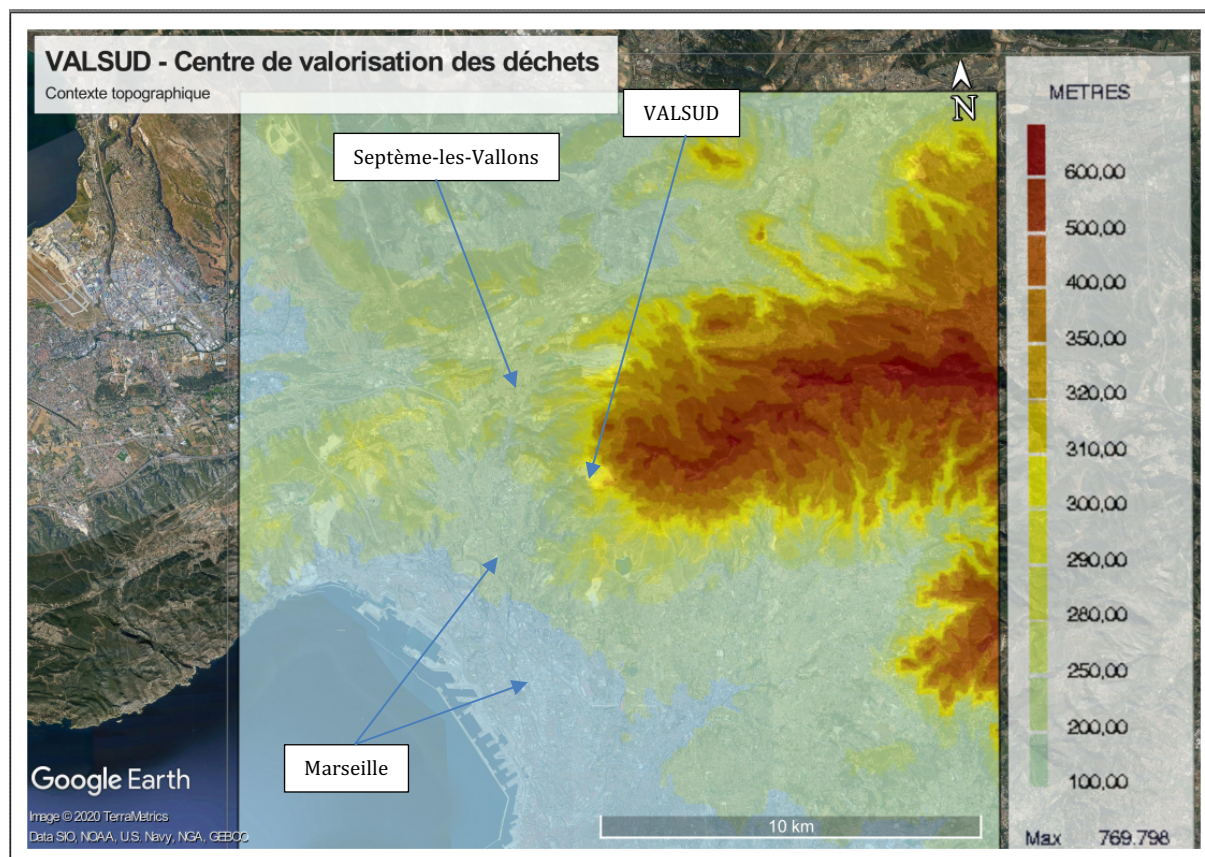 VALSUD - Centre de valorisation des déchets
Contexte topographique
N
METRES
VALSUD
Septème-les-Vallons
600,00
500,00
400,00
350,00
320,00
310,00
300,00
290,00
280,00
250,00
200,00
100,00
Marseille
Google Earth
Image © 2020 TerraMetrics
Data SIO, NOAA, U.S. Navy, NGA, GEBCO
10 km
Max 769.798